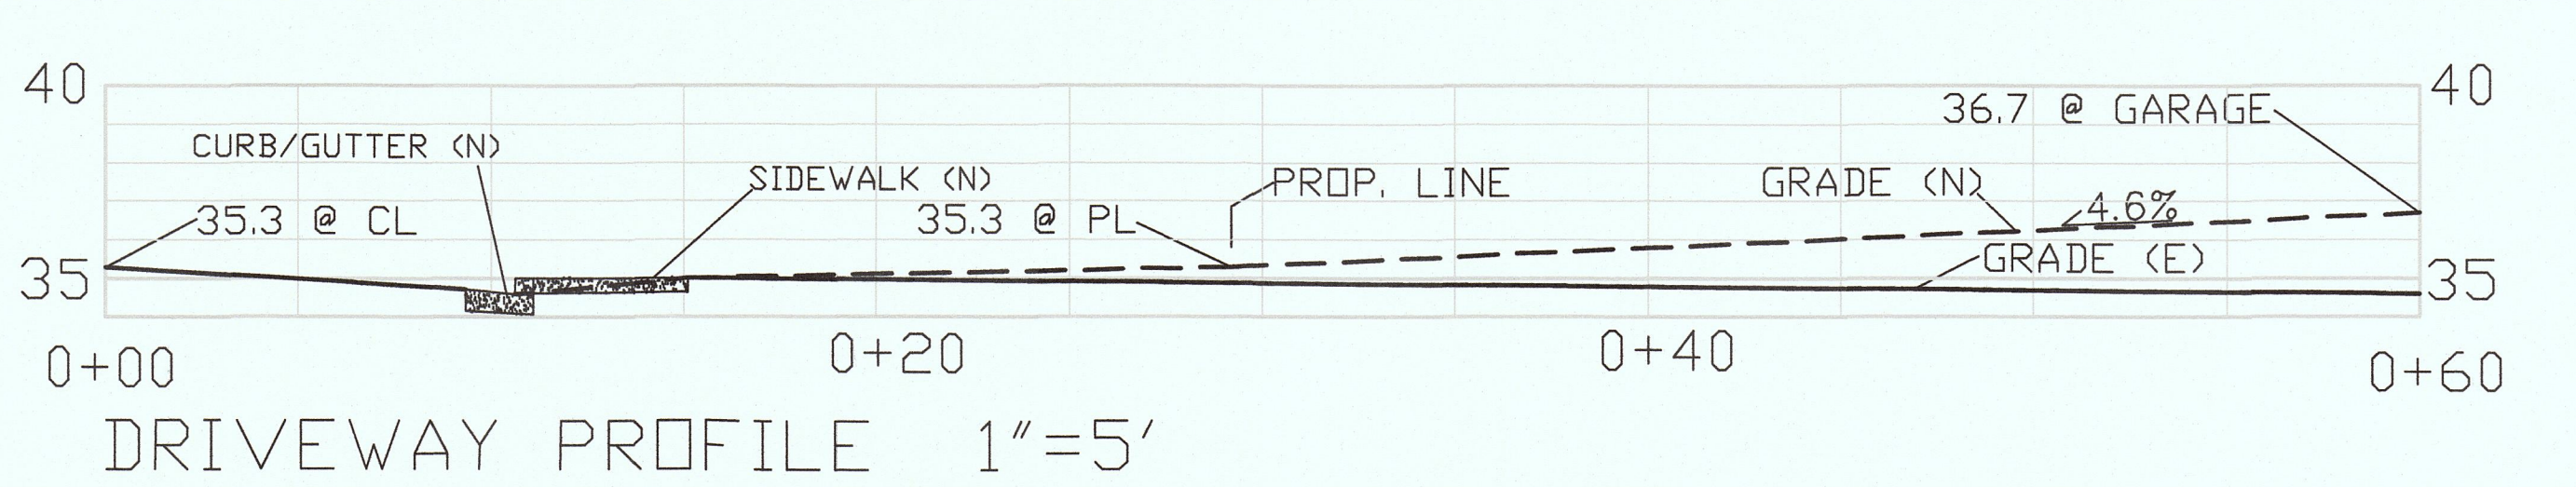 40
40
36.7 @ GARAGE
CURB/GUTTER (N)
SIDEWALK (N)
PROP. LINE
GRADE (N)
4.6%
35.3 @ CL
35.3 @ PL
GRADE (E)
35
35
0+00
0+20
0+40
0+60
DRIVEWAY PROFILE 1"=5'